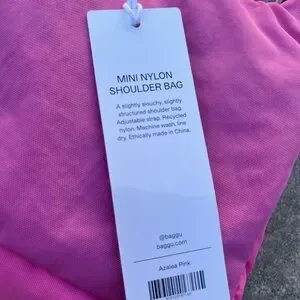 MINI NYLON
SHOULDER BAG
A slightly slouchy, slightly
structured shoulder bag.
Adjustable strap. Recycled
nylon. Machine wash, line
dry. Ethically made in China.
@baggu
baggu.com
Azalea Pink